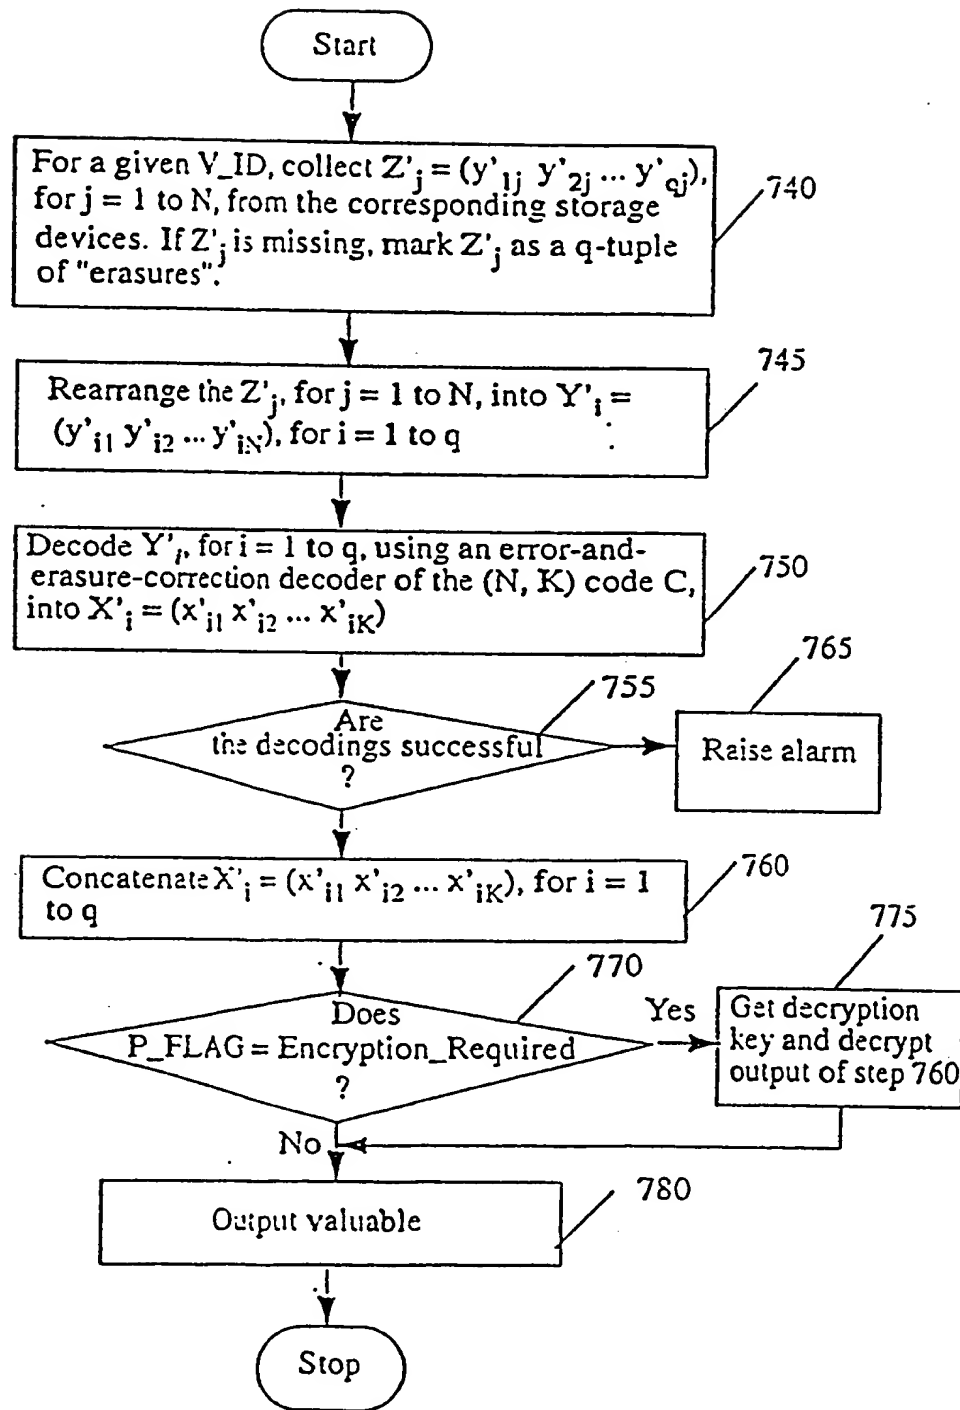 Start
For a given V_ID, collect Z'j = (y'1j y'2j ... y'qj),
for j = 1 to N, from the corresponding storage
devices. If Z'j is missing, mark Z'j as a q-tuple
of "erasures".
740
Rearrange the Z'j, for j = 1 to N, into Y'i =
(y'i1 y'i2 ... y'iN), for i = 1 to q
745
Decode Y'i, for i = 1 to q, using an error-and-
erasure-correction decoder of the (N, K) code C,
into X'i = (x'i1 x'i2 ... x'iK)
750
Are
the decodings successful
?
755
Raise alarm
765
Concatenate X'i = (x'i1 x'i2 ... x'iK), for i = 1
to q
760
Does
P_FLAG = Encryption_Required
?
770
Yes
Get decryption
key and decrypt
output of step 760
775
No
Output valuable
780
Stop